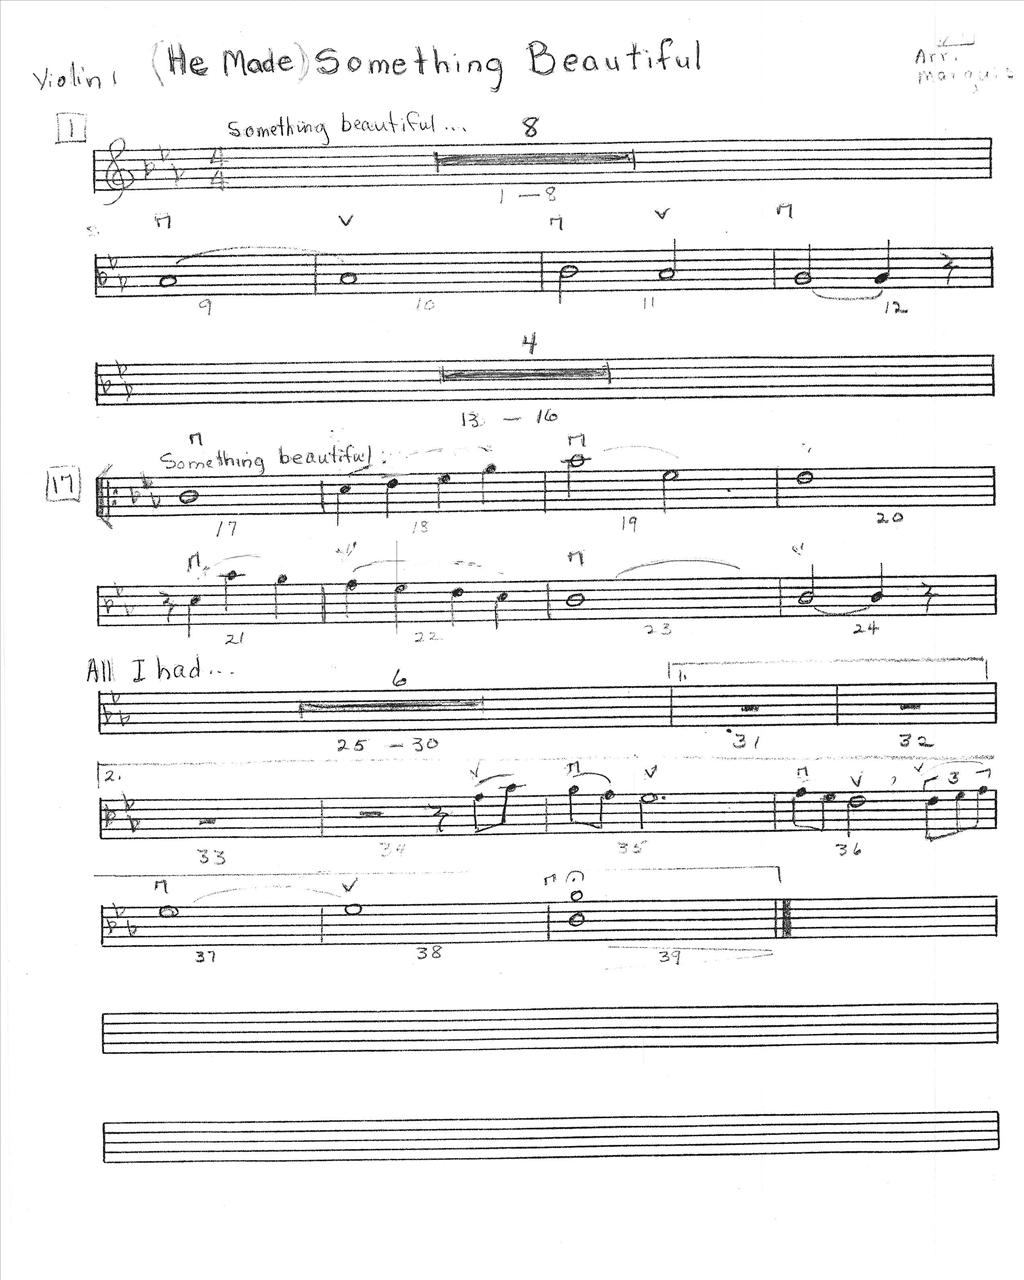 Violin 1 (He Made) Something Beautiful
Arr.
1
Something beautiful... 8
1 — 8
9 10 11 12
4
13 — 16
Something beautiful.
17
17 18 19 20
21 22 23 24
All I had... 6 1.
25 — 30 31 32
2. 3
33 34 35 36
37 38 39